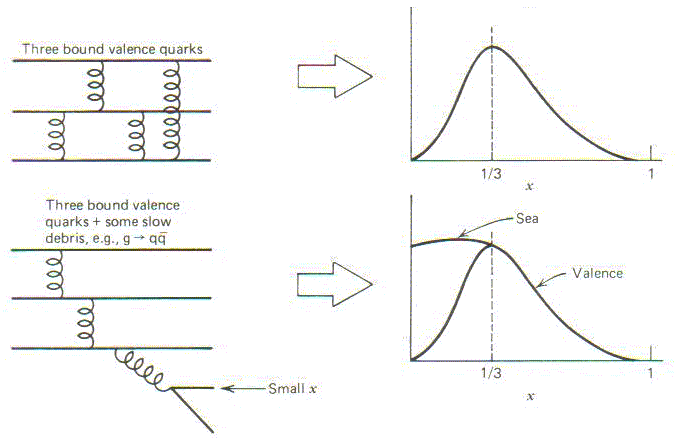 Three bound valence quarks
1/3
1
x
Three bound valence
quarks + some slow
debris, e.g., g → qq̄
Small x
Sea
Valence
1/3
1
x